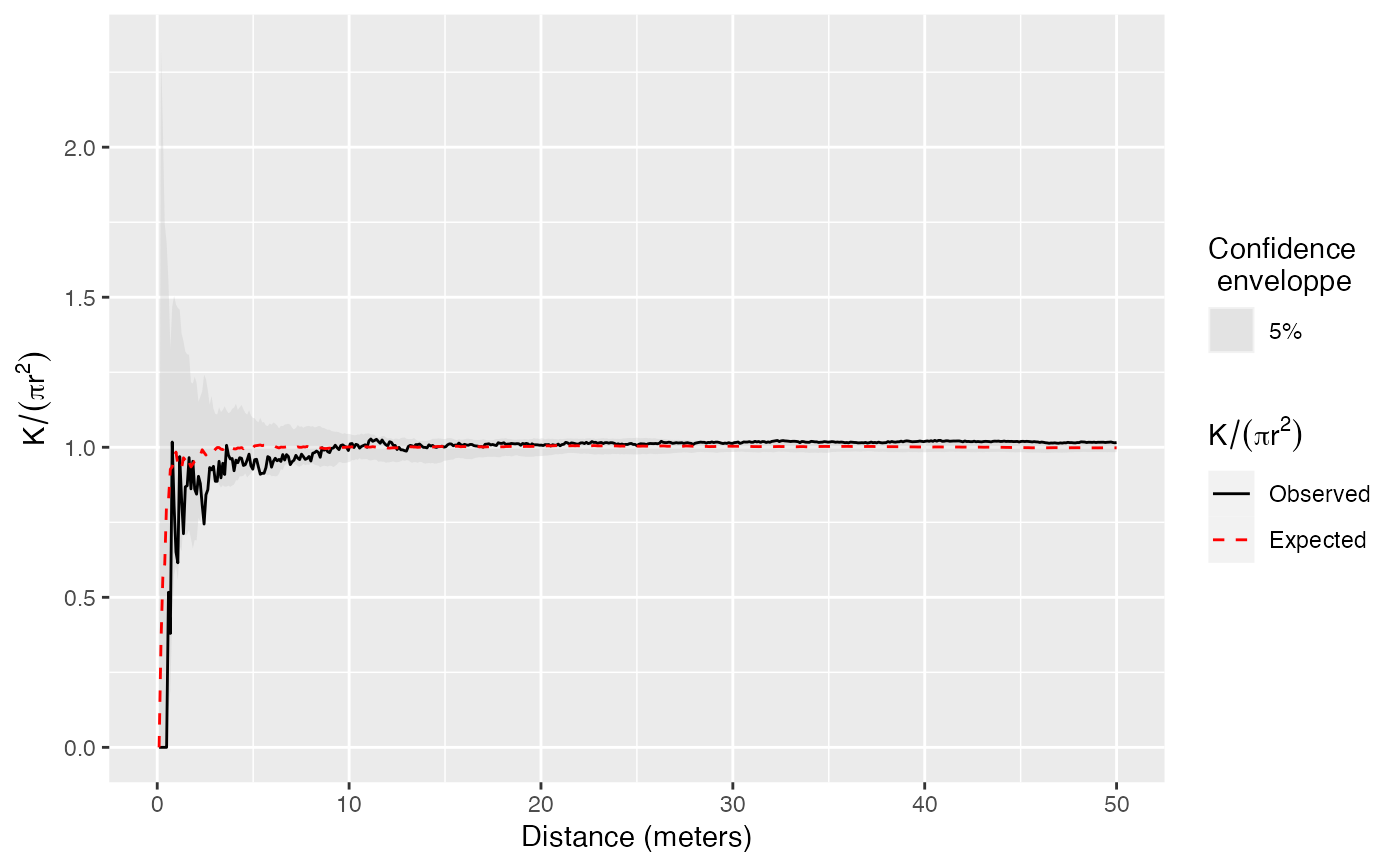 K/(πr²)
2.0
1.5
1.0
0.5
0.0
0 10 20 30 40 50
Distance (meters)
Confidence
enveloppe
5%
K/(πr²)
Observed
Expected